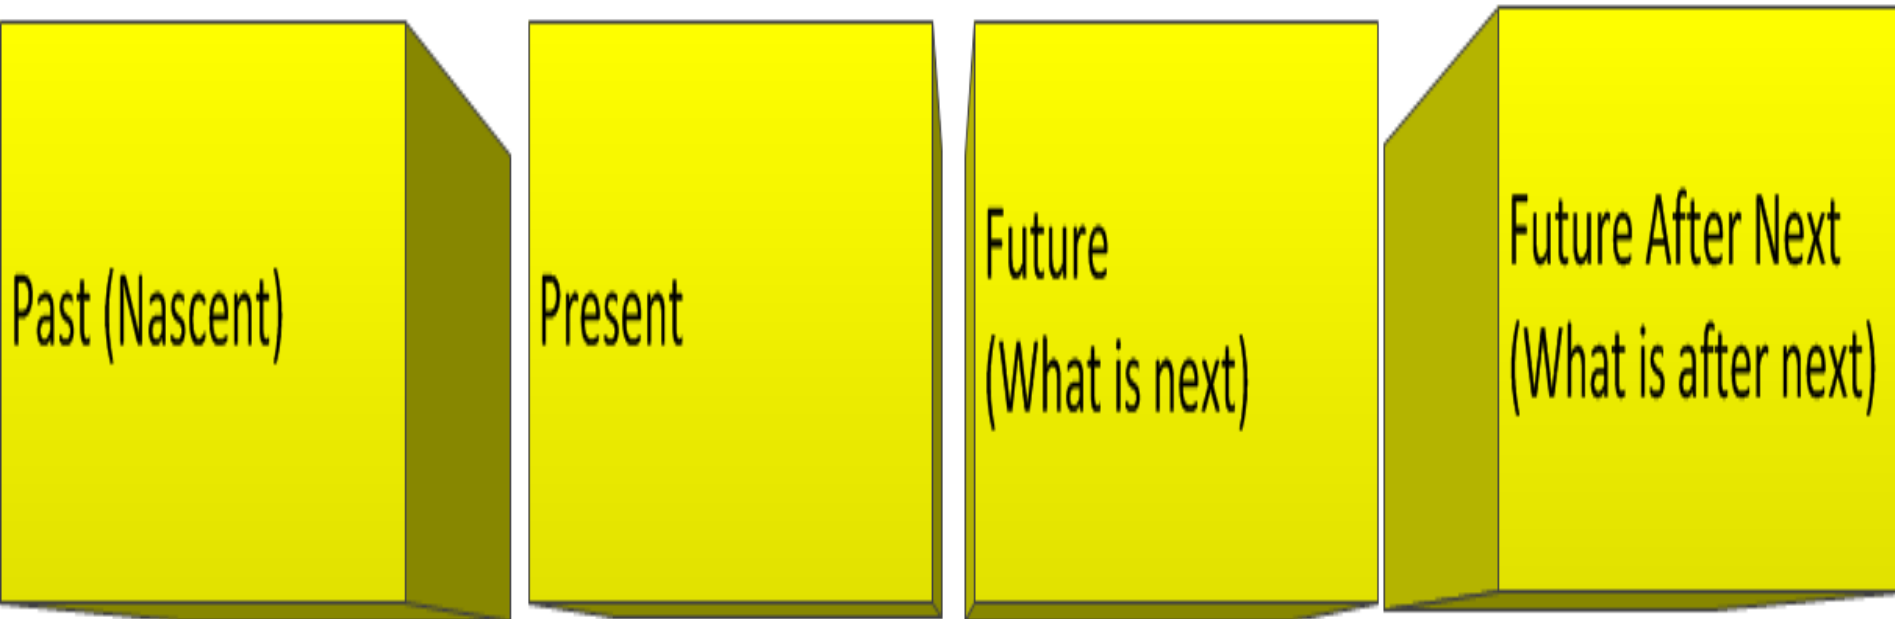 Past (Nascent)
Present
Future
(What is next)
Future After Next
(What is after next)